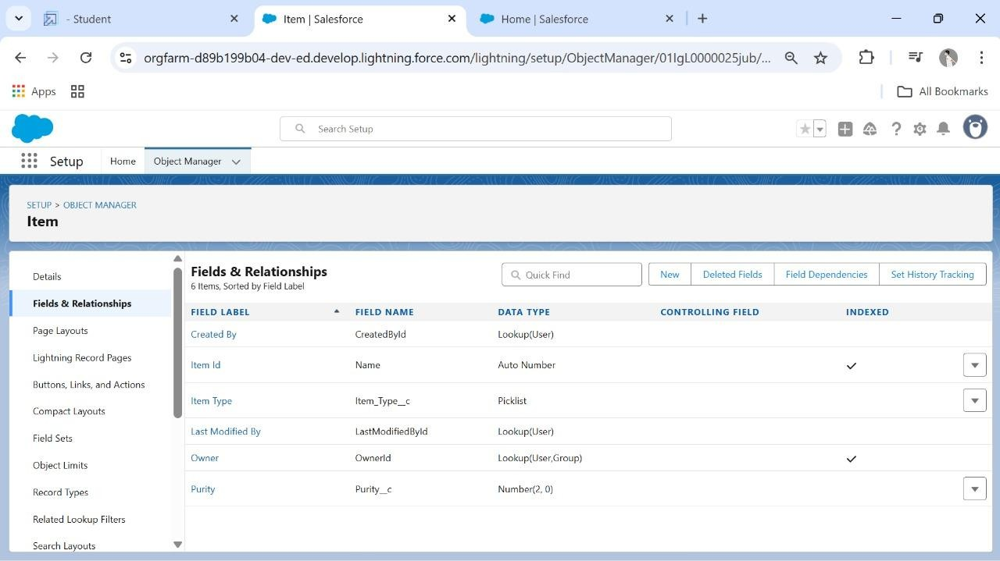 - Student
Item | Salesforce
Home | Salesforce
orgfarm-d89b199b04-dev-ed.develop.lightning.force.com/lightning/setup/ObjectManager/01IgL0000025jub/...
Apps
All Bookmarks
Search Setup
Setup
Home
Object Manager
SETUP > OBJECT MANAGER
Item
Details
Fields & Relationships
Page Layouts
Lightning Record Pages
Buttons, Links, and Actions
Compact Layouts
Field Sets
Object Limits
Record Types
Related Lookup Filters
Search Layouts
Fields & Relationships
6 Items, Sorted by Field Label
Quick Find
New
Deleted Fields
Field Dependencies
Set History Tracking
FIELD LABEL FIELD NAME DATA TYPE CONTROLLING FIELD INDEXED
Created By CreatedById Lookup(User)
Item Id Name Auto Number
Item Type Item_Type__c Picklist
Last Modified By LastModifiedById Lookup(User)
Owner OwnerId Lookup(User,Group)
Purity Purity__c Number(2, 0)